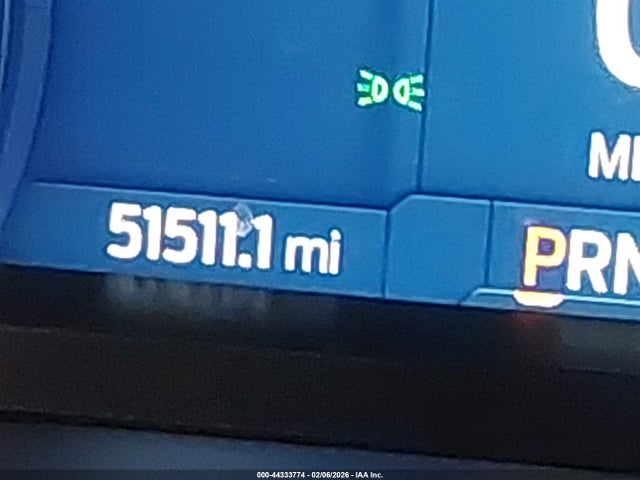 MI
51511.1 mi
PRN
000-44333774 - 02/06/2026 - IAA Inc.